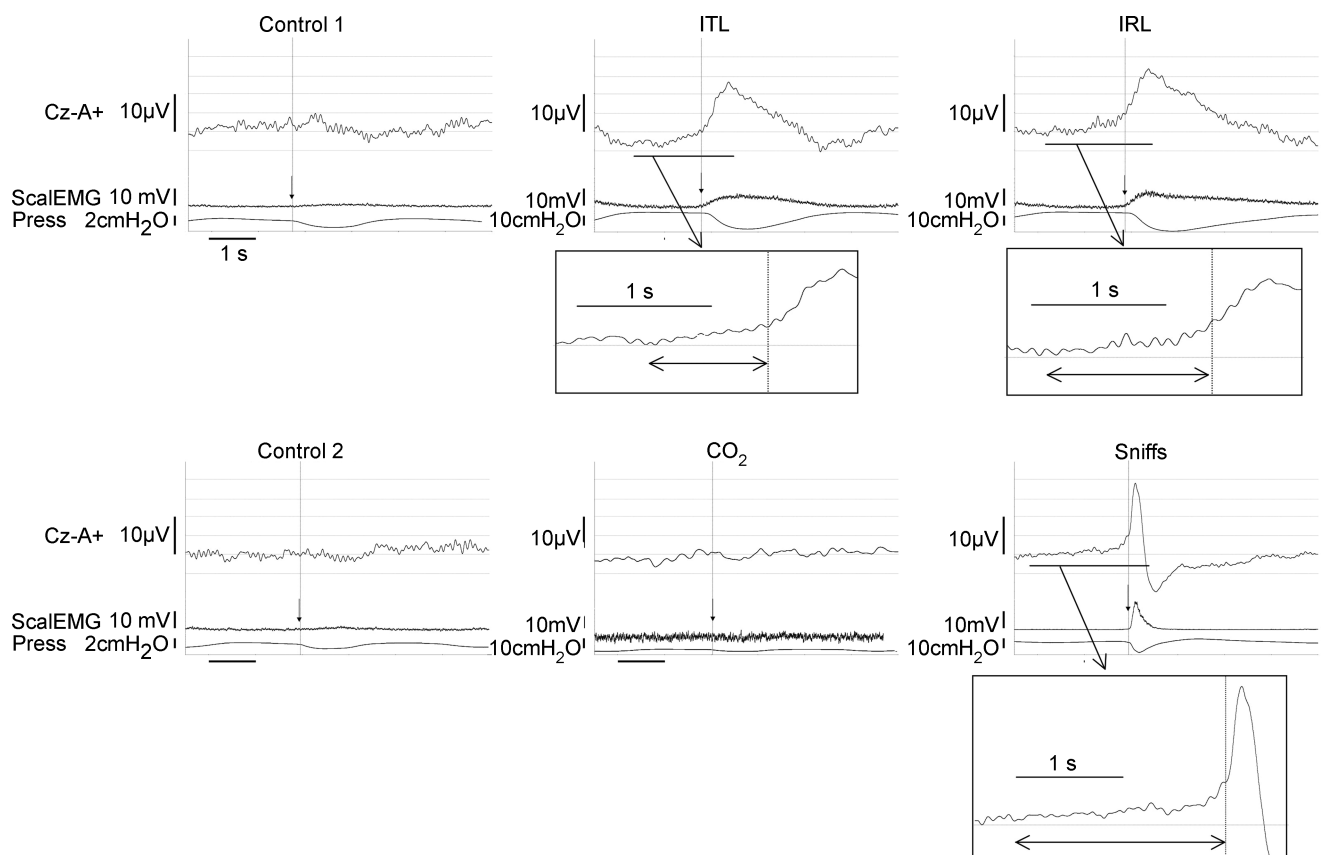 Control 1
ITL
IRL
Cz-A+ 10µV
10µV
10µV
ScalEMG 10 mV
10mV
10mV
Press 2cmH2O
10cmH2O
10cmH2O
1 s
1 s
1 s
Control 2
CO2
Sniffs
Cz-A+ 10µV
10µV
10µV
ScalEMG 10 mV
10mV
10mV
Press 2cmH2O
10cmH2O
10cmH2O
1 s